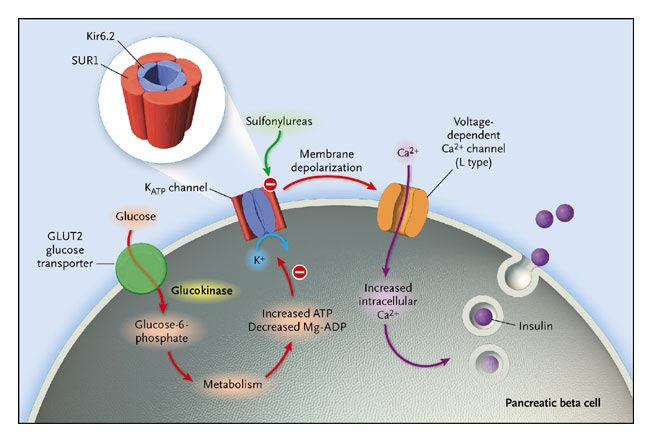 Kir6.2
SUR1
Sulfonylureas
Voltage-
dependent
Ca²⁺ channel
(L type)
Ca²⁺
Membrane
depolarization
K_ATP channel
Glucose
GLUT2
glucose
transporter
K⁺
Glucokinase
Increased
intracellular
Ca²⁺
Increased ATP
Decreased Mg-ADP
Glucose-6-
phosphate
Insulin
Metabolism
Pancreatic beta cell